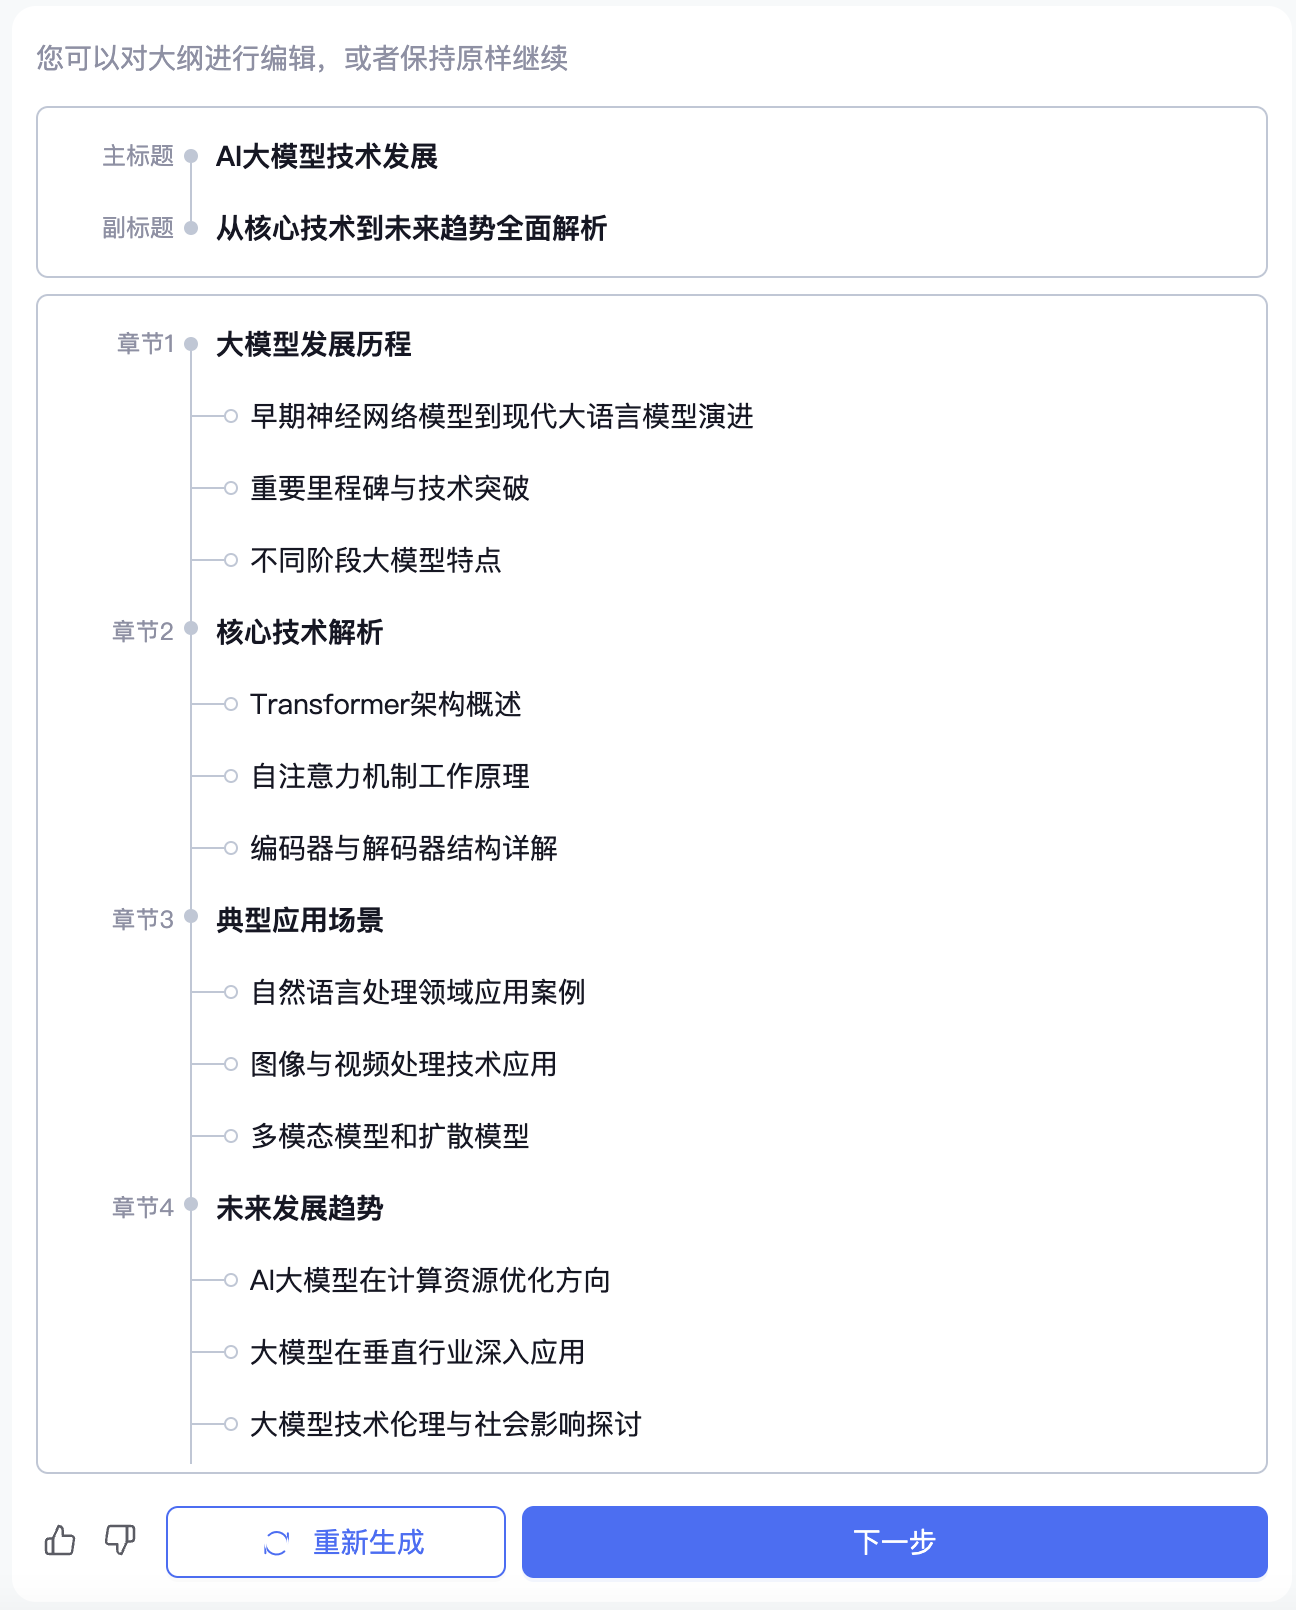 您可以对大纲进行编辑，或者保持原样继续
主标题 AI大模型技术发展
副标题 从核心技术到未来趋势全面解析
章节1 大模型发展历程
早期神经网络模型到现代大语言模型演进
重要里程碑与技术突破
不同阶段大模型特点
章节2 核心技术解析
Transformer架构概述
自注意力机制工作原理
编码器与解码器结构详解
章节3 典型应用场景
自然语言处理领域应用案例
图像与视频处理技术应用
多模态模型和扩散模型
章节4 未来发展趋势
AI大模型在计算资源优化方向
大模型在垂直行业深入应用
大模型技术伦理与社会影响探讨
重新生成 下一步